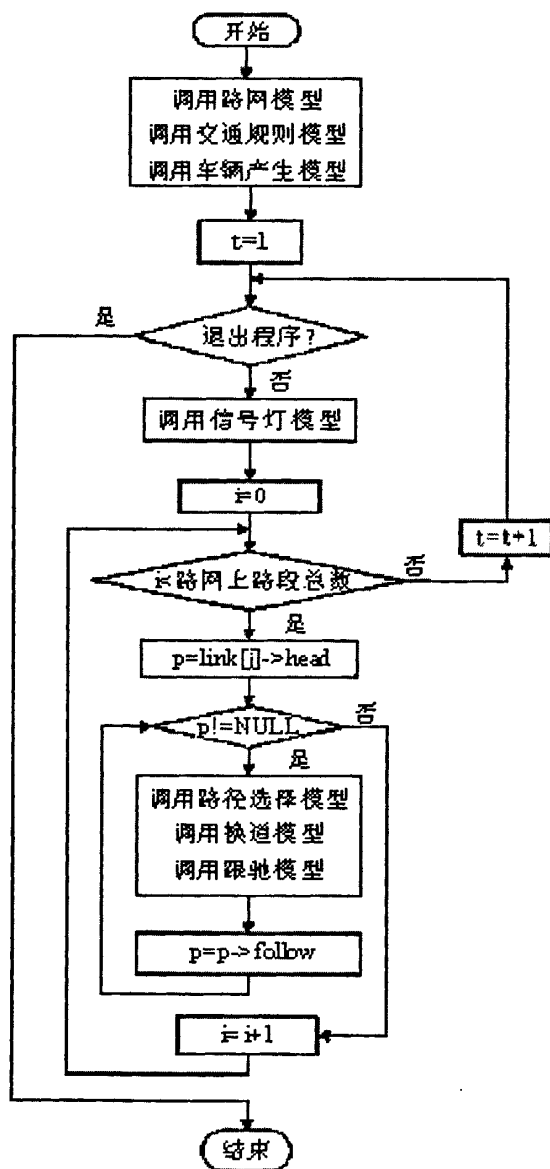 开始
调用路网模型
调用交通规则模型
调用车辆产生模型
t=1
是
退出程序?
否
调用信号灯模型
i=0
t=t+1
i<路网上路段总数
否
是
p=link[i]->head
p!=NULL
否
是
调用路径选择模型
调用换道模型
调用跟驰模型
p=p->follow
i=i+1
结束